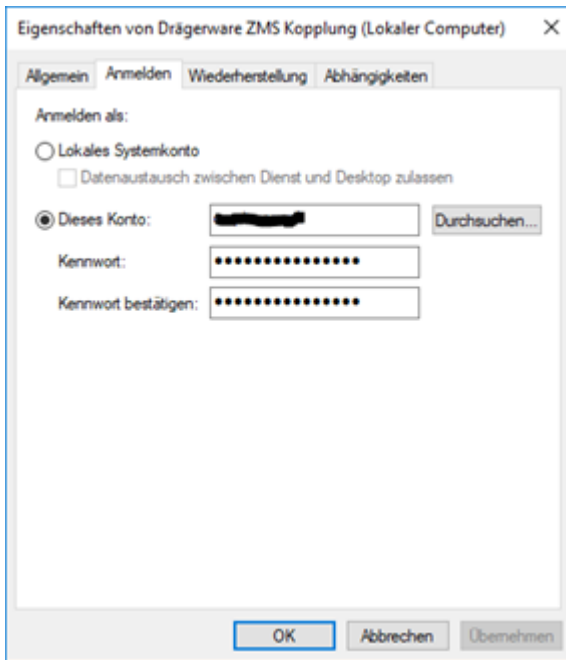 Eigenschaften von Drägerware ZMS Kopplung (Lokaler Computer)
Allgemein Anmelden Wiederherstellung Abhängigkeiten
Anmelden als:
Lokales Systemkonto
Datenaustausch zwischen Dienst und Desktop zulassen
Dieses Konto: Durchsuchen...
Kennwort: •••••••••••••••
Kennwort bestätigen: •••••••••••••••
OK Abbrechen Übernehmen